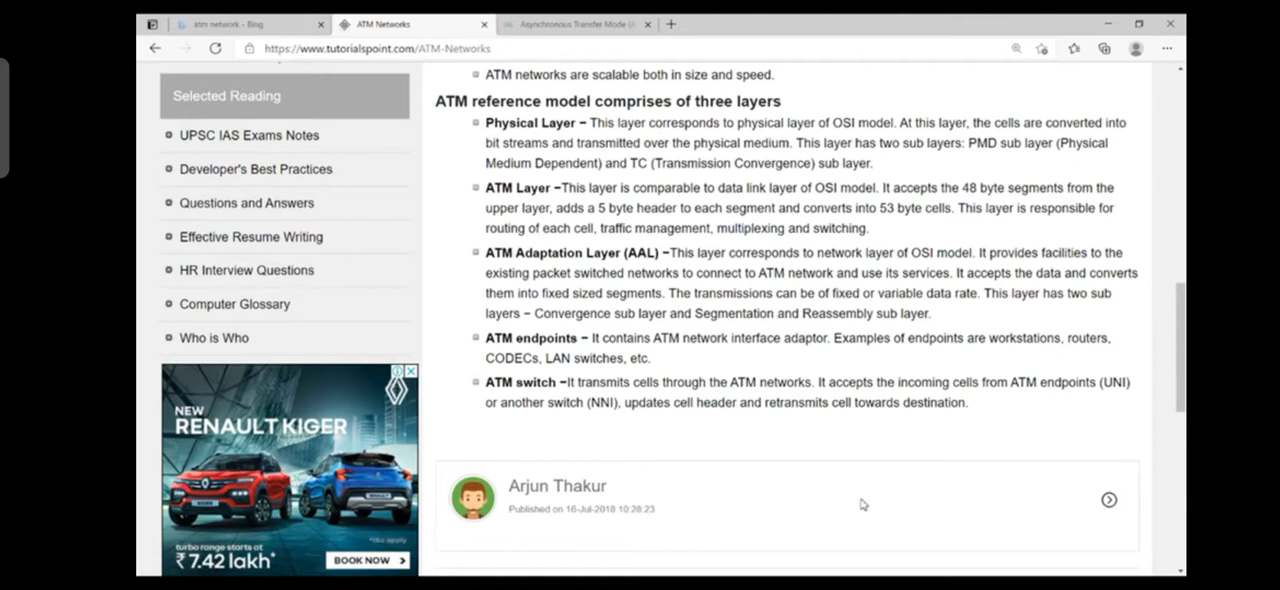 atm network - Bing
ATM Networks
Asynchronous Transfer Mode (A
https://www.tutorialspoint.com/ATM-Networks
Selected Reading
UPSC IAS Exams Notes
Developer's Best Practices
Questions and Answers
Effective Resume Writing
HR Interview Questions
Computer Glossary
Who is Who
NEW
RENAULT KIGER
turbo range starts at
₹7.42 lakh*
BOOK NOW
ATM networks are scalable both in size and speed.
ATM reference model comprises of three layers
Physical Layer − This layer corresponds to physical layer of OSI model. At this layer, the cells are converted into
bit streams and transmitted over the physical medium. This layer has two sub layers: PMD sub layer (Physical
Medium Dependent) and TC (Transmission Convergence) sub layer.
ATM Layer −This layer is comparable to data link layer of OSI model. It accepts the 48 byte segments from the
upper layer, adds a 5 byte header to each segment and converts into 53 byte cells. This layer is responsible for
routing of each cell, traffic management, multiplexing and switching.
ATM Adaptation Layer (AAL) −This layer corresponds to network layer of OSI model. It provides facilities to the
existing packet switched networks to connect to ATM network and use its services. It accepts the data and converts
them into fixed sized segments. The transmissions can be of fixed or variable data rate. This layer has two sub
layers − Convergence sub layer and Segmentation and Reassembly sub layer.
ATM endpoints − It contains ATM network interface adaptor. Examples of endpoints are workstations, routers,
CODECs, LAN switches, etc.
ATM switch −It transmits cells through the ATM networks. It accepts the incoming cells from ATM endpoints (UNI)
or another switch (NNI), updates cell header and retransmits cell towards destination.
Arjun Thakur
Published on 16-Jul-2018 10:28:23